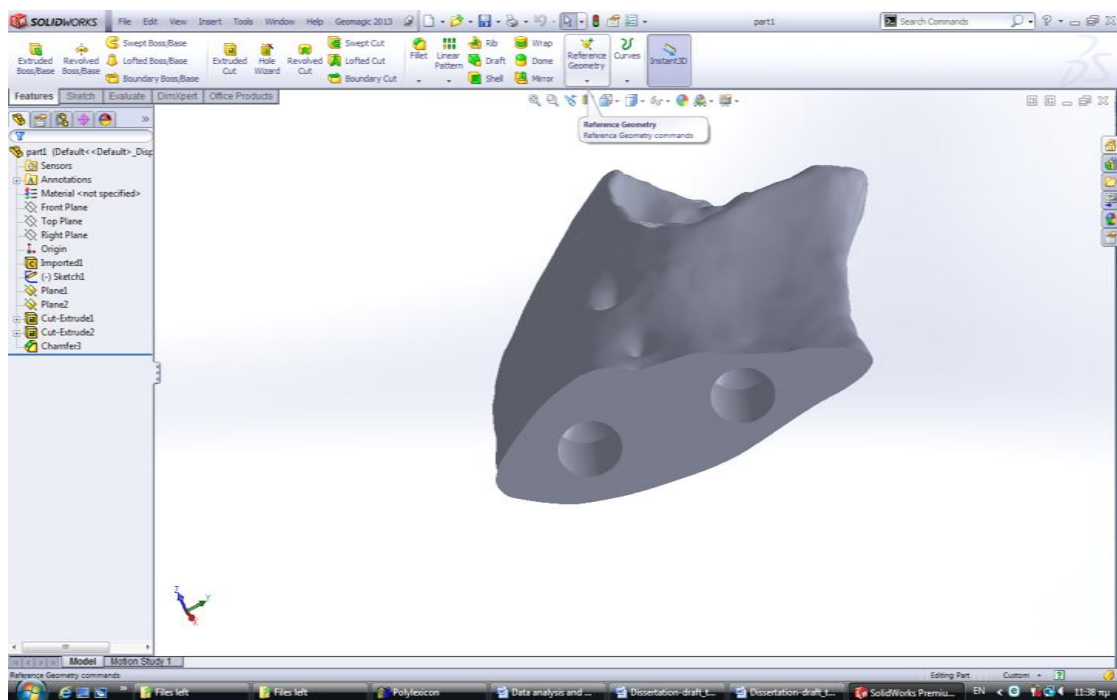 SOLIDWORKS File Edit View Insert Tools Window Help Geomagic 2013 part1 Search Commands
Extruded Boss/Base
Revolved Boss/Base
Swept Boss/Base
Lofted Boss/Base
Boundary Boss/Base
Extruded Cut
Hole Wizard
Revolved Cut
Swept Cut
Lofted Cut
Boundary Cut
Fillet
Linear Pattern
Rib
Draft
Shell
Wrap
Dome
Mirror
Reference Geometry
Curves
Instant3D
Features Sketch Evaluate DimXpert Office Products
Reference Geometry
Reference Geometry commands
part1 (Default<<Default>_Disp
Sensors
Annotations
Material <not specified>
Front Plane
Top Plane
Right Plane
Origin
Imported1
(-) Sketch1
Plane1
Plane2
Cut-Extrude1
Cut-Extrude2
Chamfer3
Z Y X
Model Motion Study 1
Reference Geometry commands Editing Part Custom
Files left Files left Polylexicon Data analysis and ... Dissertation-draft_t... Dissertation-draft_t... SolidWorks Premiu... EN